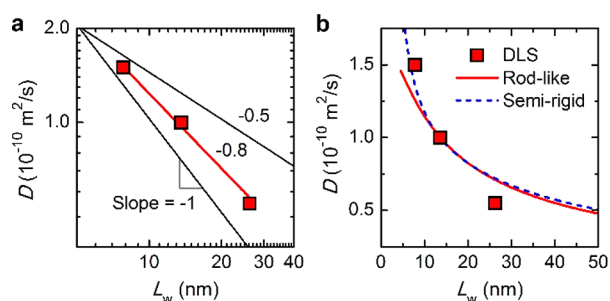 a
D (10⁻¹⁰ m²/s)
2.0
1.0
-0.5
-0.8
Slope = -1
10
20
30
40
L_w (nm)
b
D (10⁻¹⁰ m²/s)
1.5
1.0
0.5
DLS
Rod-like
Semi-rigid
0
10
20
30
40
50
L_w (nm)